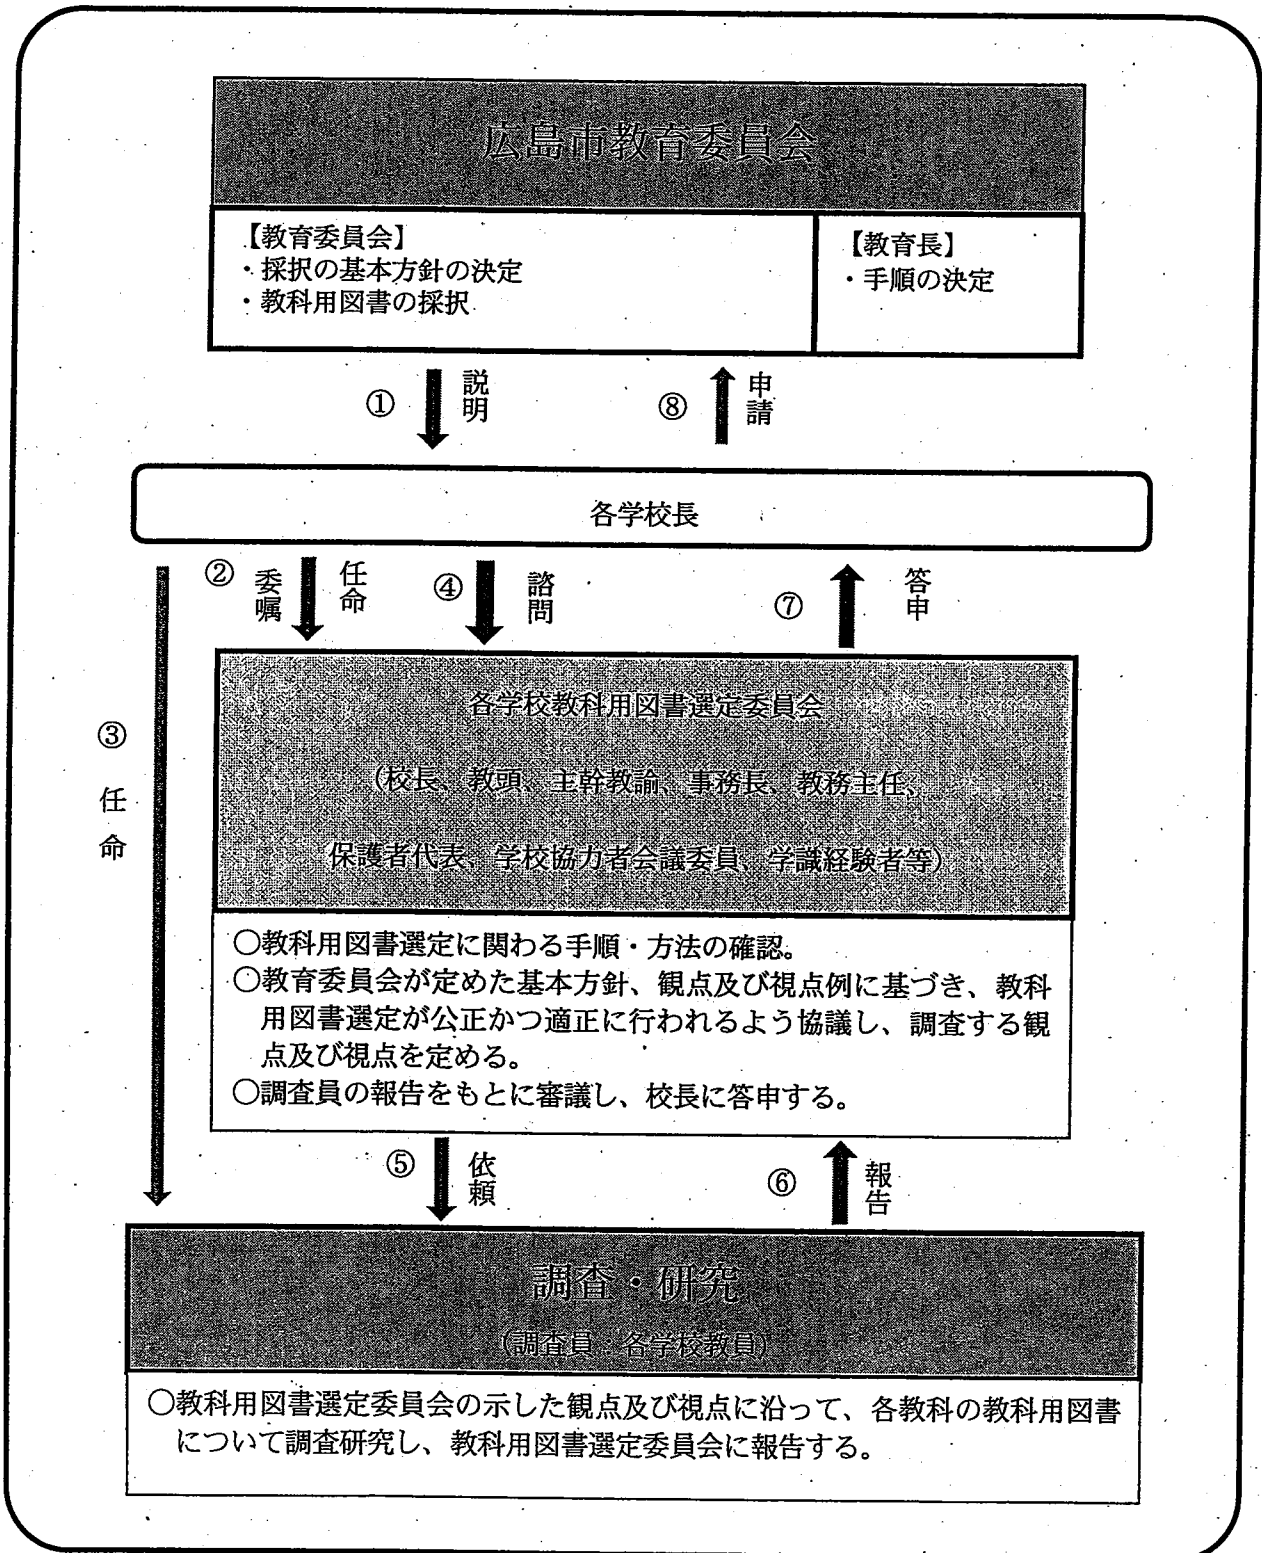 広島市教育委員会
【教育委員会】
・採択の基本方針の決定
・教科用図書の採択
【教育長】
・手順の決定
① 説明
⑧ 申請
各学校長
② 委嘱 任命
④ 諮問
⑦ 答申
③ 任命
各学校教科用図書選定委員会
(校長、教頭、主幹教諭、事務長、教務主任、
保護者代表、学校協力者会議委員、学識経験者等)
○教科用図書選定に関わる手順・方法の確認。
○教育委員会が定めた基本方針、観点及び視点例に基づき、教科
用図書選定が公正かつ適正に行われるよう協議し、調査する観
点及び視点を定める。
○調査員の報告をもとに審議し、校長に答申する。
⑤ 依頼
⑥ 報告
調査・研究
(調査員:各学校教員)
○教科用図書選定委員会の示した観点及び視点に沿って、各教科の教科用図書
について調査研究し、教科用図書選定委員会に報告する。